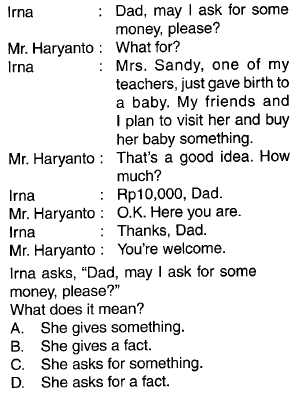 Irna : Dad, may I ask for some
money, please?
Mr. Haryanto : What for?
Irna : Mrs. Sandy, one of my
teachers, just gave birth to
a baby. My friends and
I plan to visit her and buy
her baby something.
Mr. Haryanto : That's a good idea. How
much?
Irna : Rp10,000, Dad.
Mr. Haryanto : O.K. Here you are.
Irna : Thanks, Dad.
Mr. Haryanto : You're welcome.
Irna asks, "Dad, may I ask for some
money, please?"
What does it mean?
A. She gives something.
B. She gives a fact.
C. She asks for something.
D. She asks for a fact.